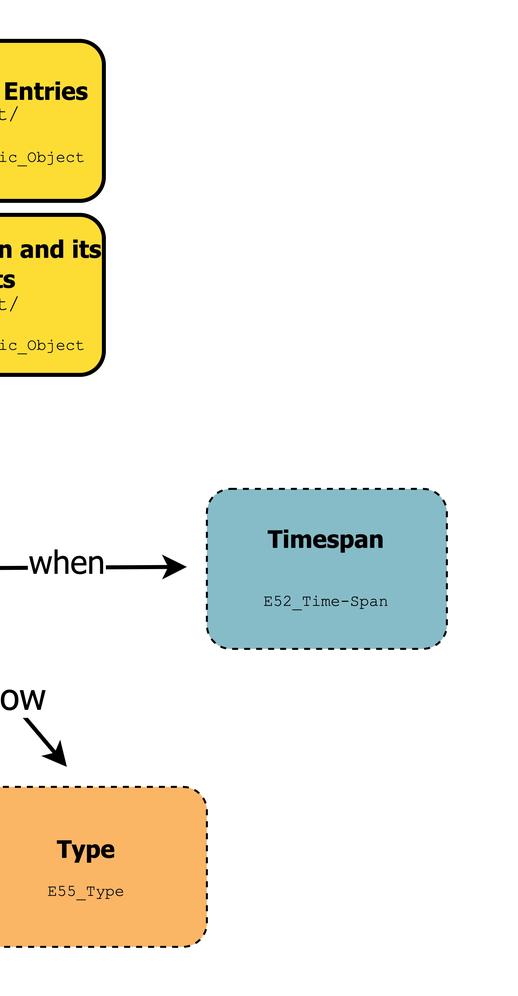 Entries
t/
ic_Object
n and its
ts
t/
ic_Object
when
Timespan
E52_Time-Span
ow
Type
E55_Type